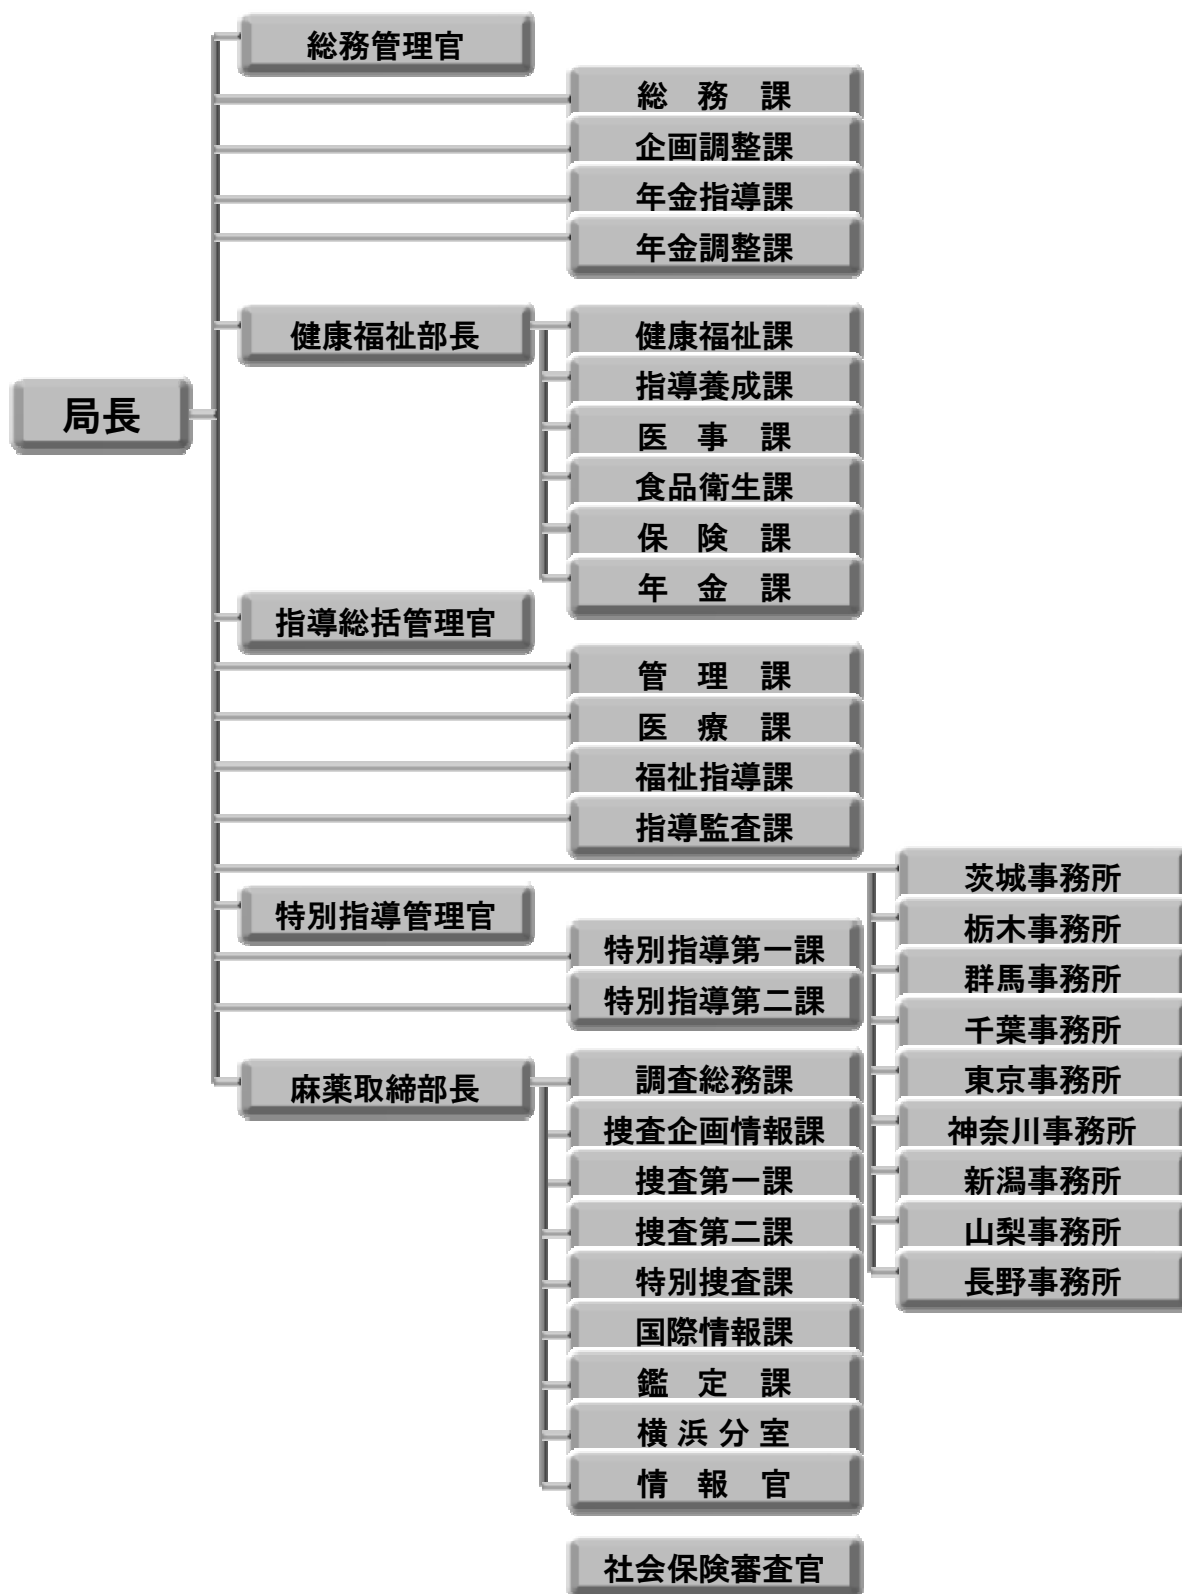 総務管理官
総　務　課
企画調整課
年金指導課
年金調整課
健康福祉部長
健康福祉課
指導養成課
医　事　課
食品衛生課
保　険　課
年　金　課
局長
指導総括管理官
管　理　課
医　療　課
福祉指導課
指導監査課
茨城事務所
栃木事務所
群馬事務所
千葉事務所
東京事務所
神奈川事務所
新潟事務所
山梨事務所
長野事務所
特別指導管理官
特別指導第一課
特別指導第二課
麻薬取締部長
調査総務課
捜査企画情報課
捜査第一課
捜査第二課
特別捜査課
国際情報課
鑑　定　課
横 浜 分 室
情　報　官
社会保険審査官